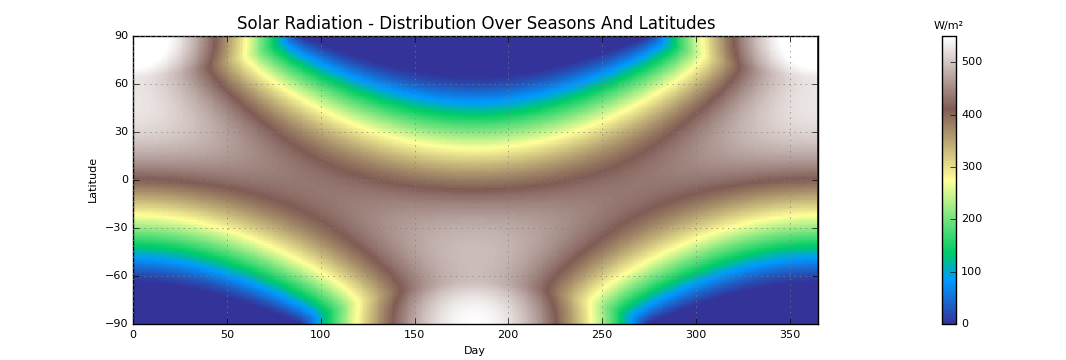 Solar Radiation - Distribution Over Seasons And Latitudes
W/m²
90
60
30
0
−30
−60
−90
Latitude
0 50 100 150 200 250 300 350
Day
500
400
300
200
100
0